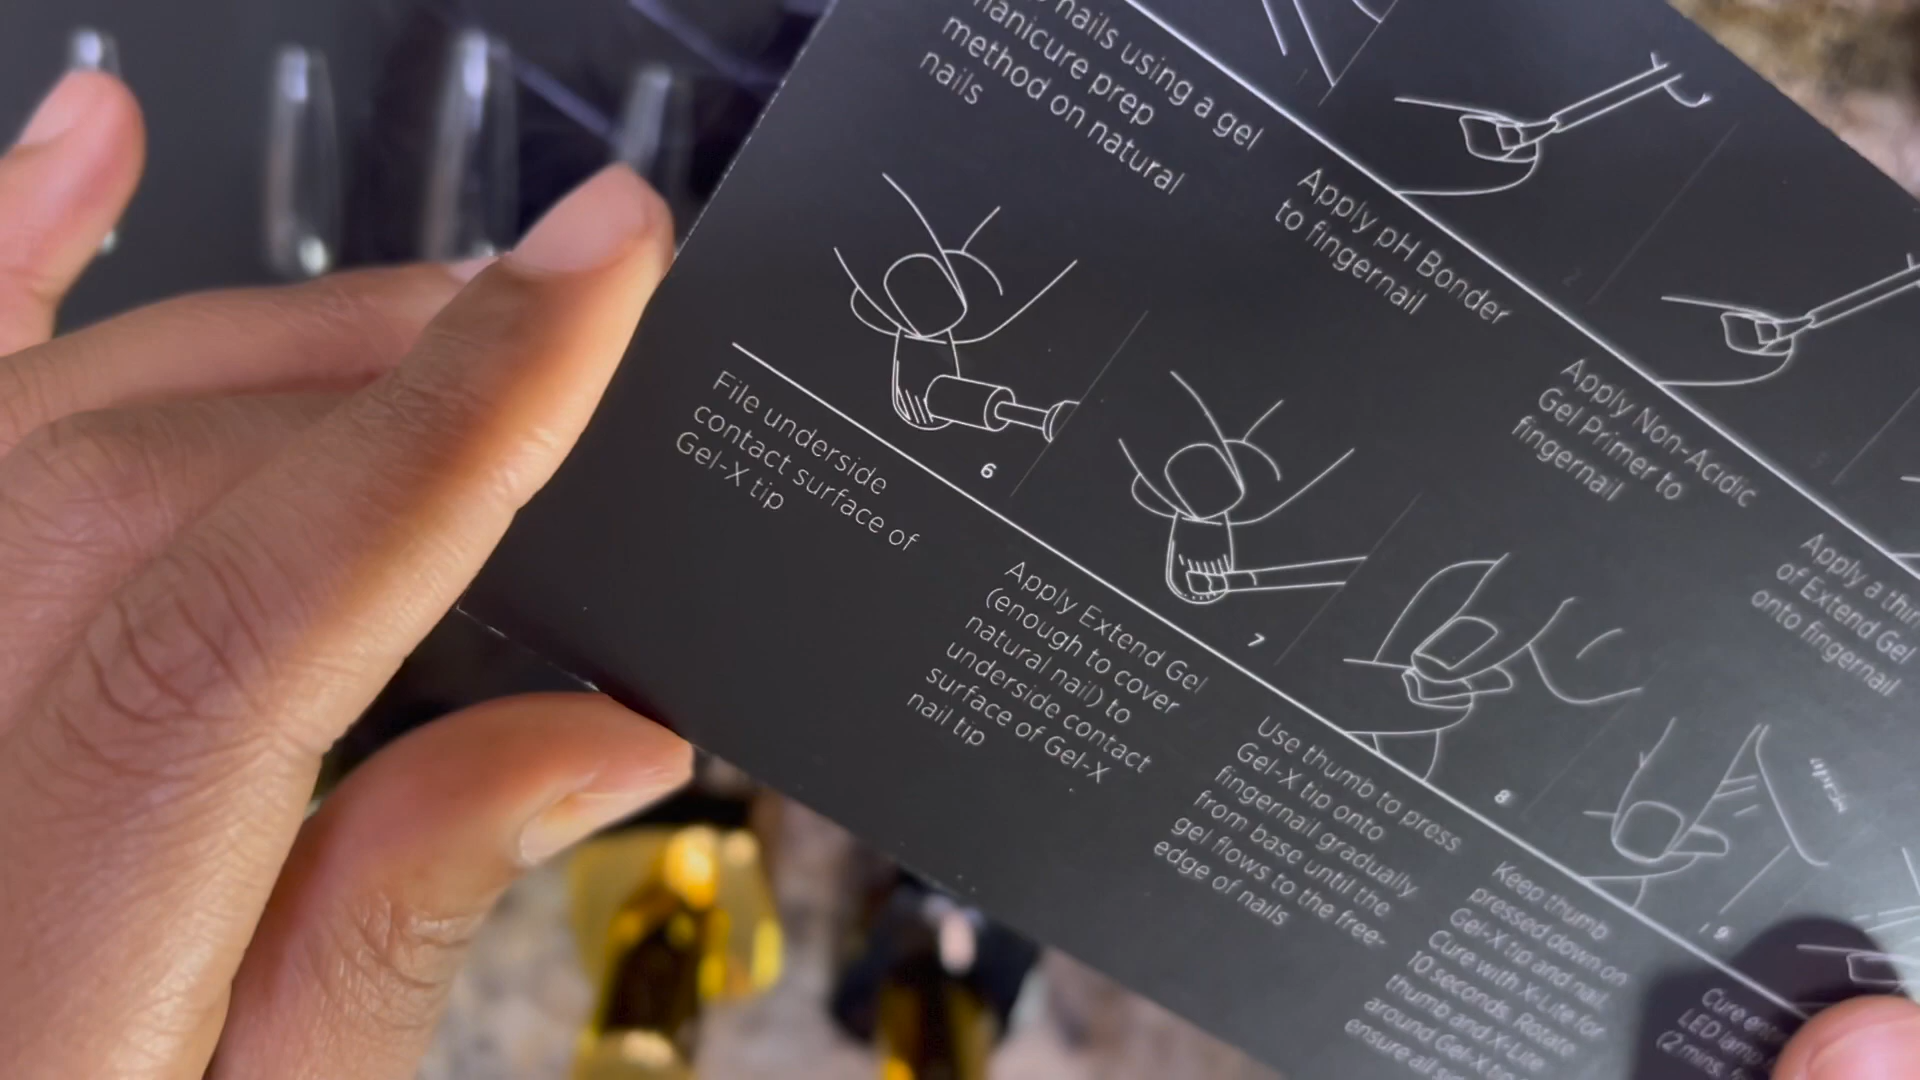 nails using a gel
manicure prep
method on natural
nails
Apply pH Bonder
to fingernail
2
Apply Non-Acidic
Gel Primer to
fingernail
Apply a thin
of Extend Gel
onto fingernail
File underside
contact surface of
Gel-X tip
6
Apply Extend Gel
(enough to cover
natural nail) to
underside contact
surface of Gel-X
nail tip
7
Use thumb to press
Gel-X tip onto
fingernail gradually
from base until the
gel flows to the free-
edge of nails
8
Keep thumb
pressed down on
Gel-X tip and nail.
Cure with X-Lite for
10 seconds. Rotate
thumb and X-Lite
around Gel-X tip
ensure all
9
Cure
LED lamp
(2 mins.